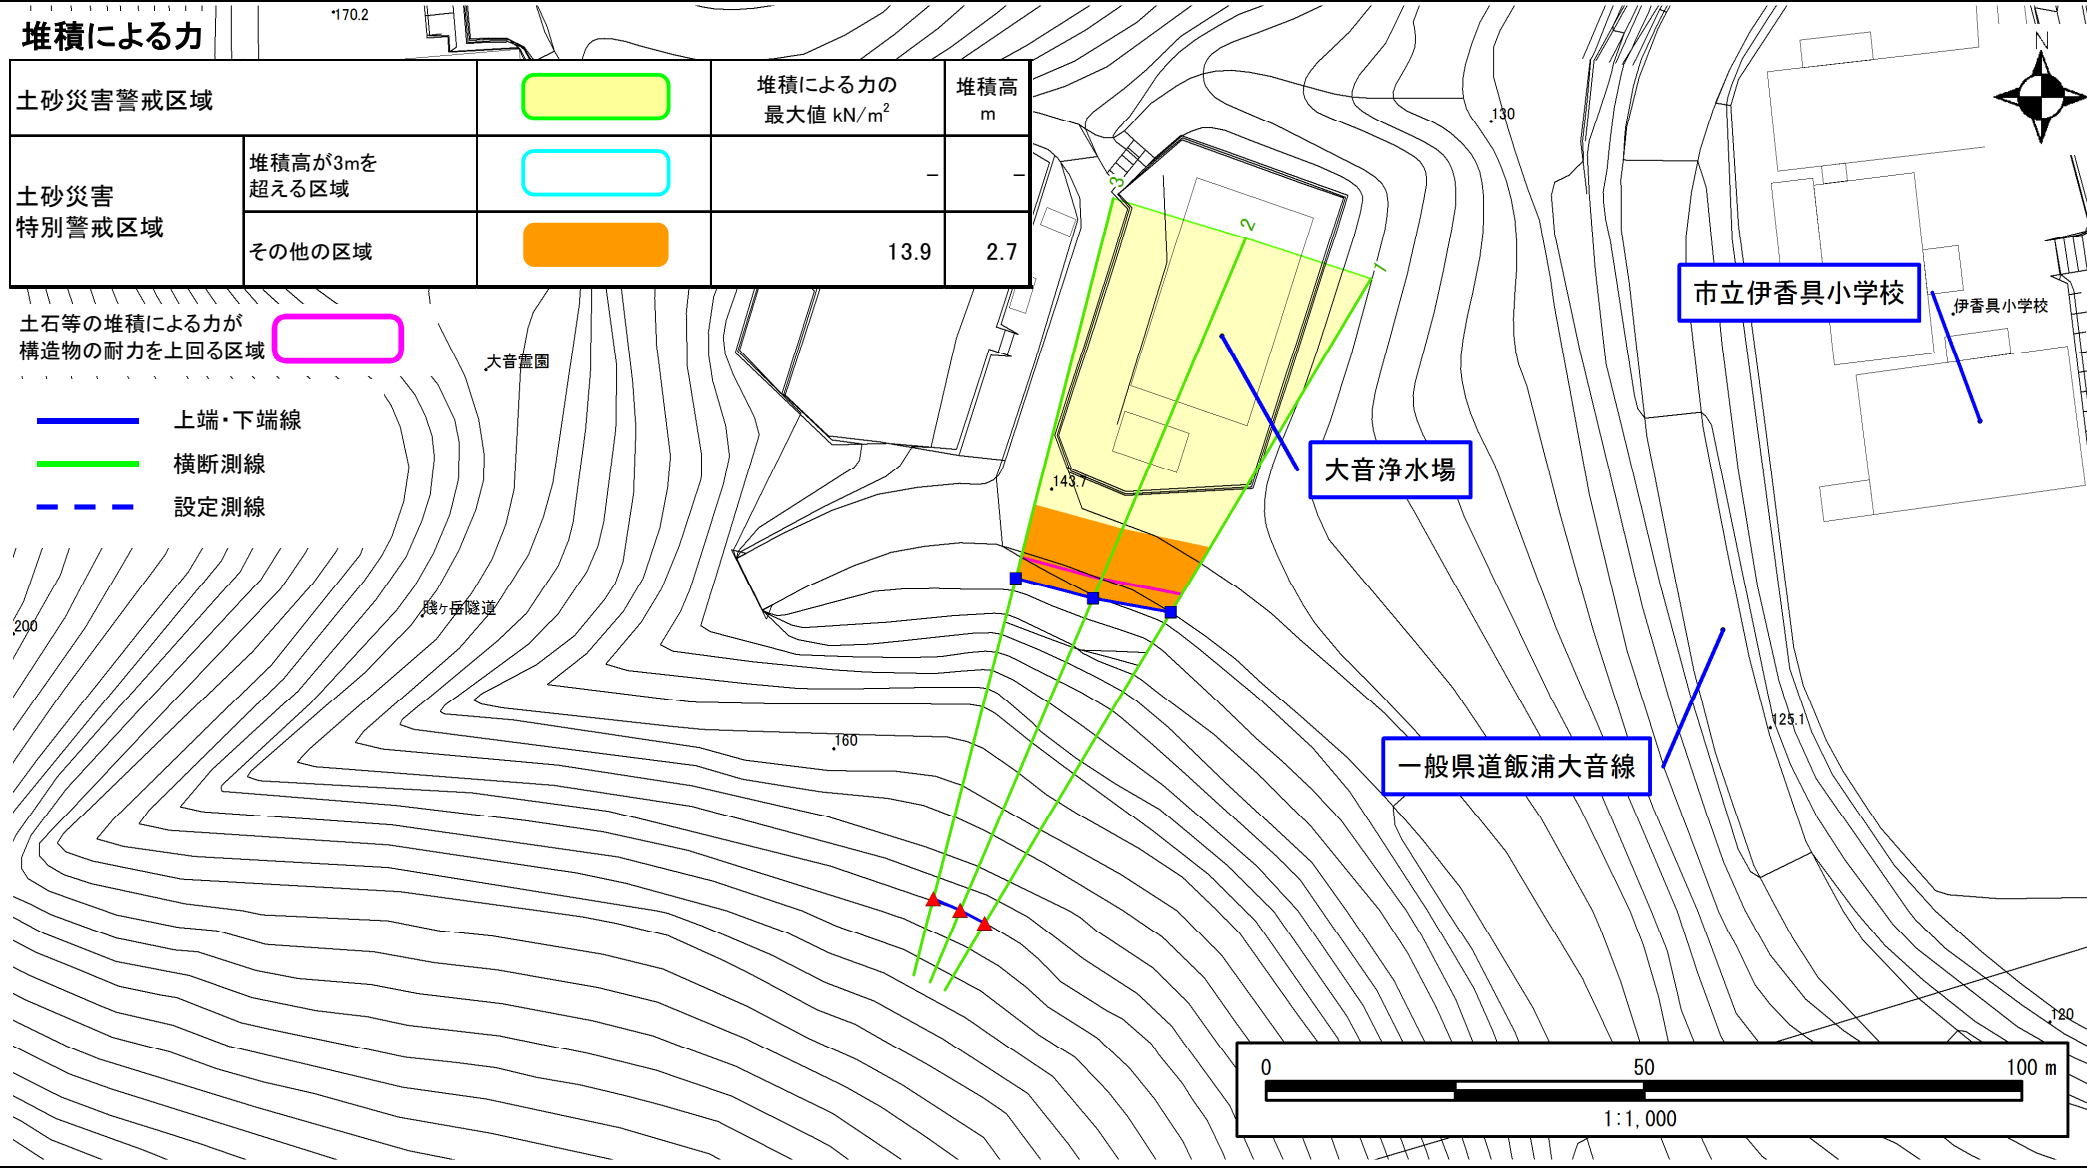 堆積による力
170.2
土砂災害警戒区域
堆積による力の
最大値 kN/m²
堆積高
m
土砂災害
特別警戒区域
堆積高が3mを
超える区域
-
-
その他の区域
13.9
2.7
土石等の堆積による力が
構造物の耐力を上回る区域
上端・下端線
横断測線
設定測線
N
130
3
2
1
市立伊香具小学校
伊香具小学校
大音霊園
大音浄水場
143.7
賤ヶ岳隧道
200
160
一般県道飯浦大音線
125.1
120
0
50
100 m
1:1,000